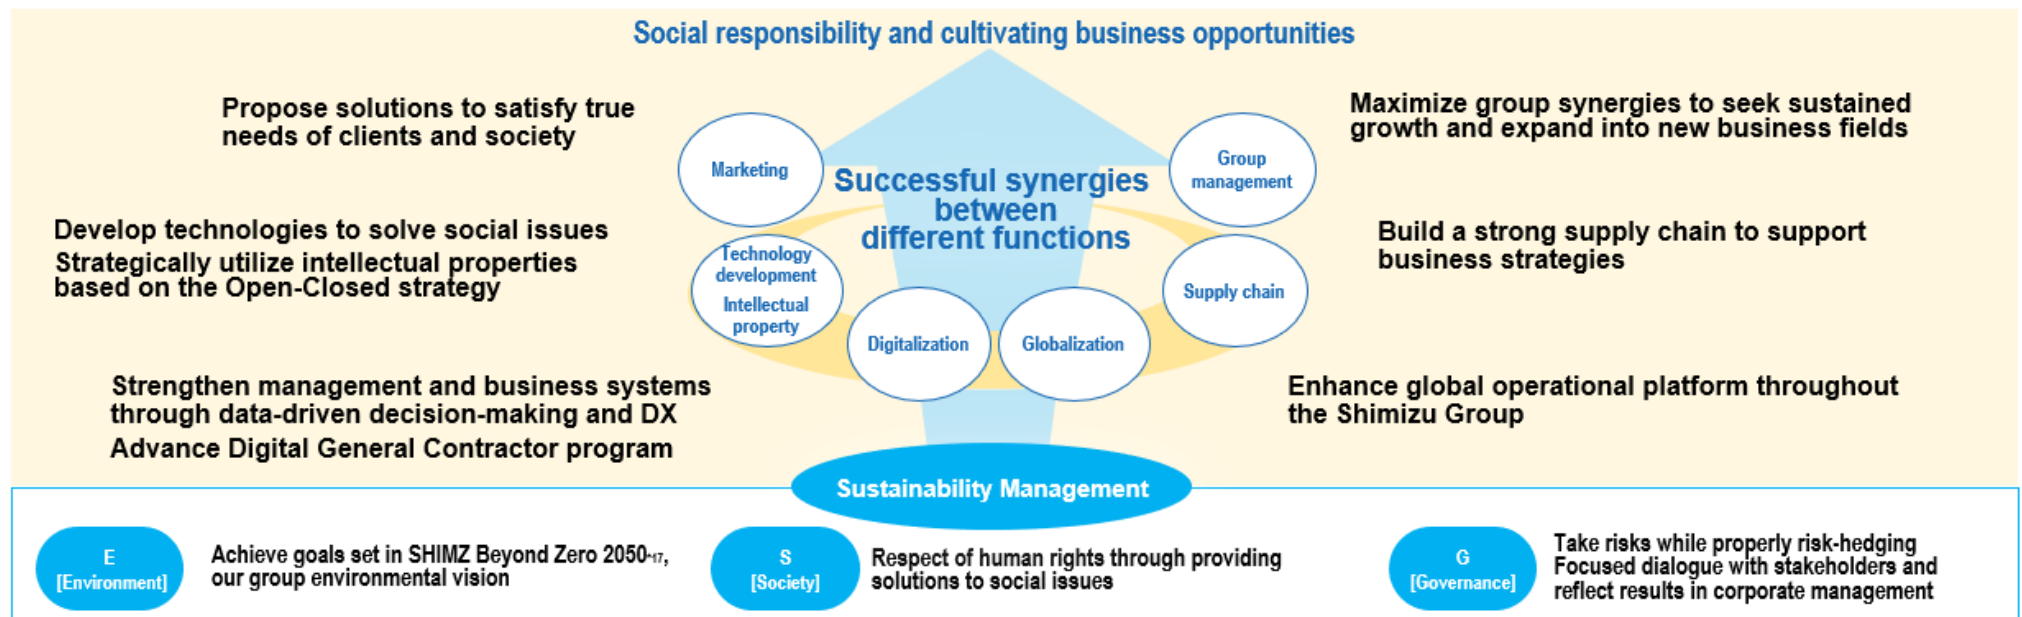 Social responsibility and cultivating business opportunities
Propose solutions to satisfy true
needs of clients and society
Marketing
Group
management
Maximize group synergies to seek sustained
growth and expand into new business fields
Successful synergies
between
different functions
Develop technologies to solve social issues
Strategically utilize intellectual properties
based on the Open-Closed strategy
Technology
development
Intellectual
property
Supply chain
Build a strong supply chain to support
business strategies
Digitalization
Globalization
Strengthen management and business systems
through data-driven decision-making and DX
Advance Digital General Contractor program
Enhance global operational platform throughout
the Shimizu Group
Sustainability Management
E
[Environment]
Achieve goals set in SHIMZ Beyond Zero 2050*17,
our group environmental vision
S
[Society]
Respect of human rights through providing
solutions to social issues
G
[Governance]
Take risks while properly risk-hedging
Focused dialogue with stakeholders and
reflect results in corporate management